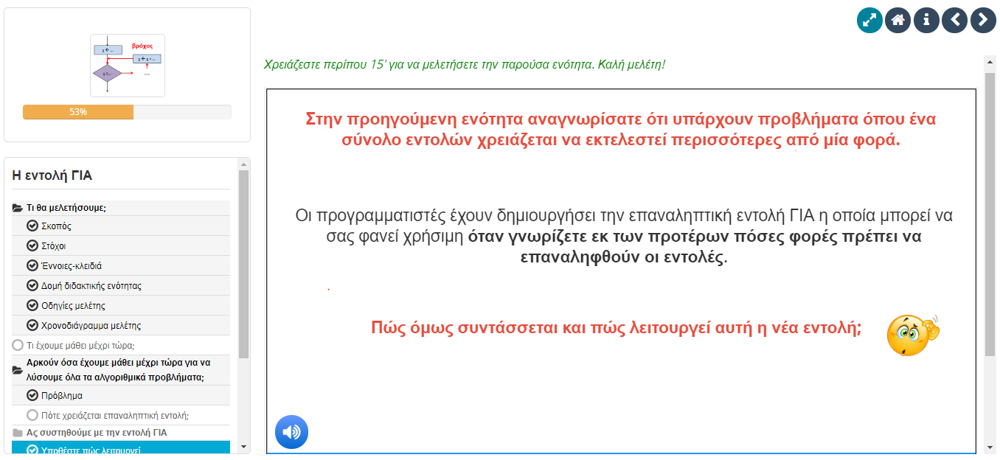 βρόχος
53%
Η εντολή ΓΙΑ
Τι θα μελετήσουμε;
Σκοπός
Στόχοι
Έννοιες-κλειδιά
Δομή διδακτικής ενότητας
Οδηγίες μελέτης
Χρονοδιάγραμμα μελέτης
Τι έχουμε μάθει μέχρι τώρα;
Αρκούν όσα έχουμε μάθει μέχρι τώρα για να
λύσουμε όλα τα αλγοριθμικά προβλήματα;
Πρόβλημα
Πότε χρειάζεται επαναληπτική εντολή;
Ας συστηθούμε με την εντολή ΓΙΑ
Υποθέστε πώς λειτουργεί
Χρειάζεστε περίπου 15' για να μελετήσετε την παρούσα ενότητα. Καλή μελέτη!
Στην προηγούμενη ενότητα αναγνωρίσατε ότι υπάρχουν προβλήματα όπου ένα
σύνολο εντολών χρειάζεται να εκτελεστεί περισσότερες από μία φορά.
Οι προγραμματιστές έχουν δημιουργήσει την επαναληπτική εντολή ΓΙΑ η οποία μπορεί να
σας φανεί χρήσιμη όταν γνωρίζετε εκ των προτέρων πόσες φορές πρέπει να
επαναληφθούν οι εντολές.
Πώς όμως συντάσσεται και πώς λειτουργεί αυτή η νέα εντολή;